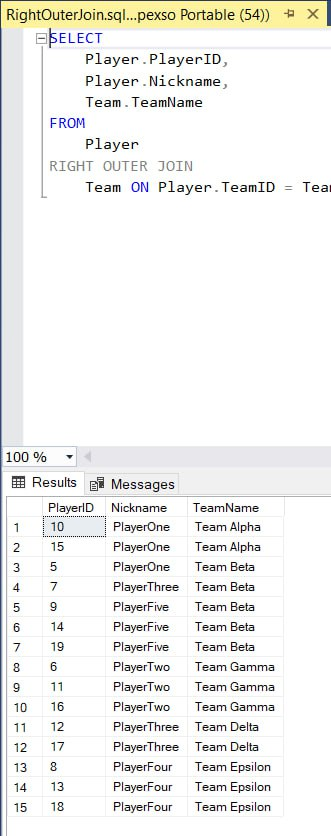 RightOuterJoin.sql...pexso Portable (54))
SELECT
Player.PlayerID,
Player.Nickname,
Team.TeamName
FROM
Player
RIGHT OUTER JOIN
Team ON Player.TeamID = Tea
100 %
Results Messages
PlayerID Nickname TeamName
1 10 PlayerOne Team Alpha
2 15 PlayerOne Team Alpha
3 5 PlayerOne Team Beta
4 7 PlayerThree Team Beta
5 9 PlayerFive Team Beta
6 14 PlayerFive Team Beta
7 19 PlayerFive Team Beta
8 6 PlayerTwo Team Gamma
9 11 PlayerTwo Team Gamma
10 16 PlayerTwo Team Gamma
11 12 PlayerThree Team Delta
12 17 PlayerThree Team Delta
13 8 PlayerFour Team Epsilon
14 13 PlayerFour Team Epsilon
15 18 PlayerFour Team Epsilon